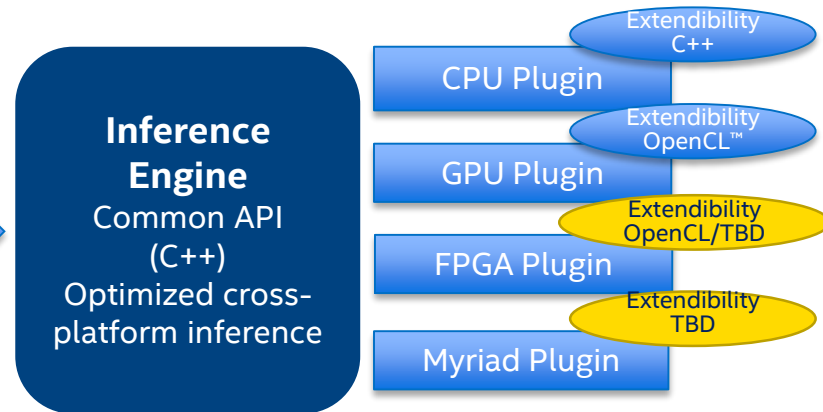 Inference
Engine
Common API
(C++)
Optimized cross-
platform inference
Extendibility
C++
CPU Plugin
Extendibility
OpenCL™
GPU Plugin
Extendibility
OpenCL/TBD
FPGA Plugin
Extendibility
TBD
Myriad Plugin